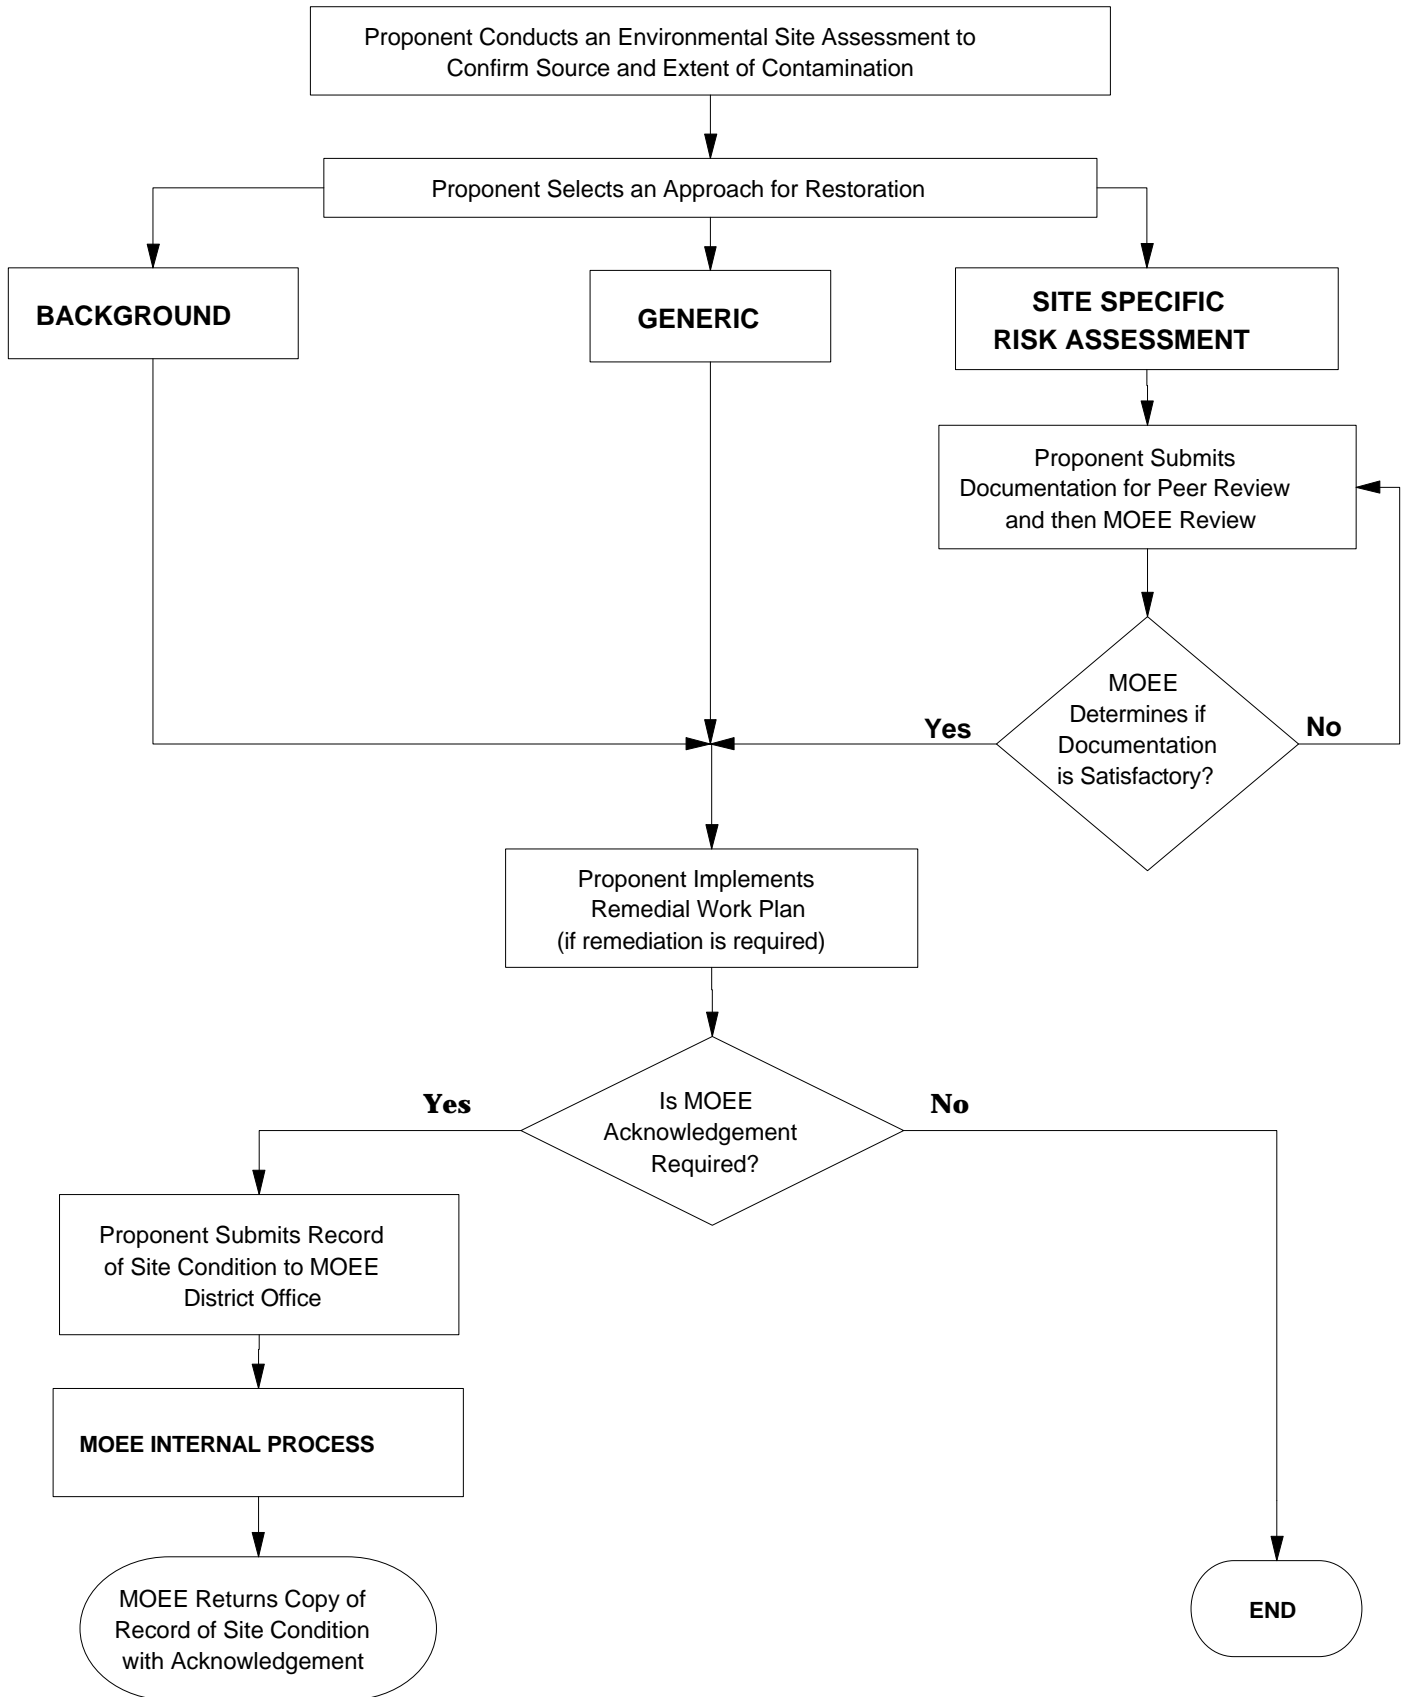 Proponent Conducts an Environmental Site Assessment to
Confirm Source and Extent of Contamination
Proponent Selects an Approach for Restoration
BACKGROUND
GENERIC
SITE SPECIFIC
RISK ASSESSMENT
Proponent Submits
Documentation for Peer Review
and then MOEE Review
MOEE
Determines if
Documentation
is Satisfactory?
Yes
No
Proponent Implements
Remedial Work Plan
(if remediation is required)
Is MOEE
Acknowledgement
Required?
Yes
No
Proponent Submits Record
of Site Condition to MOEE
District Office
MOEE INTERNAL PROCESS
MOEE Returns Copy of
Record of Site Condition
with Acknowledgement
END